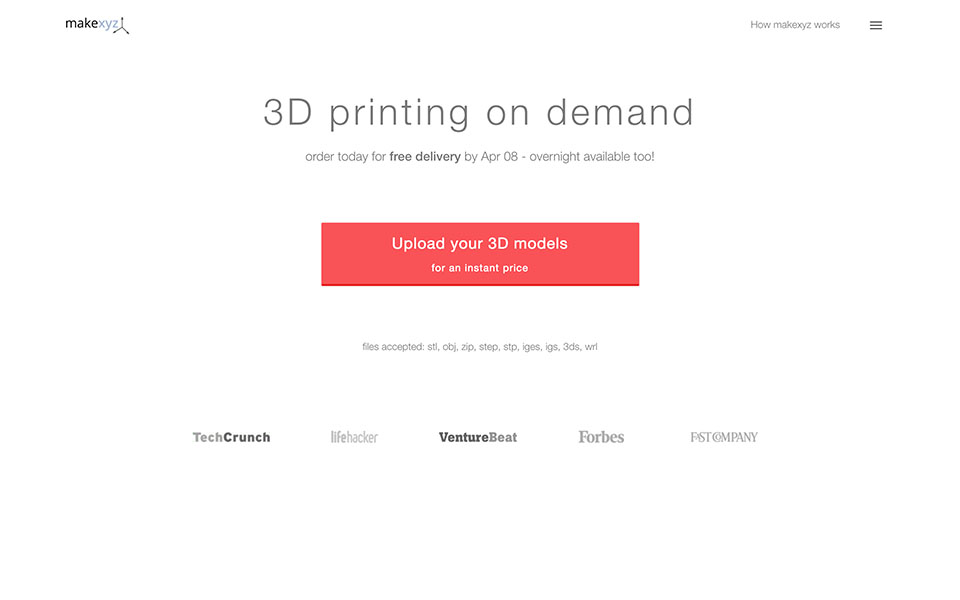 makexyz
How makexyz works
3D printing on demand
order today for free delivery by Apr 08 - overnight available too!
Upload your 3D models
for an instant price
files accepted: stl, obj, zip, step, stp, iges, igs, 3ds, wrl
TechCrunch
lifehacker
VentureBeat
Forbes
FAST COMPANY